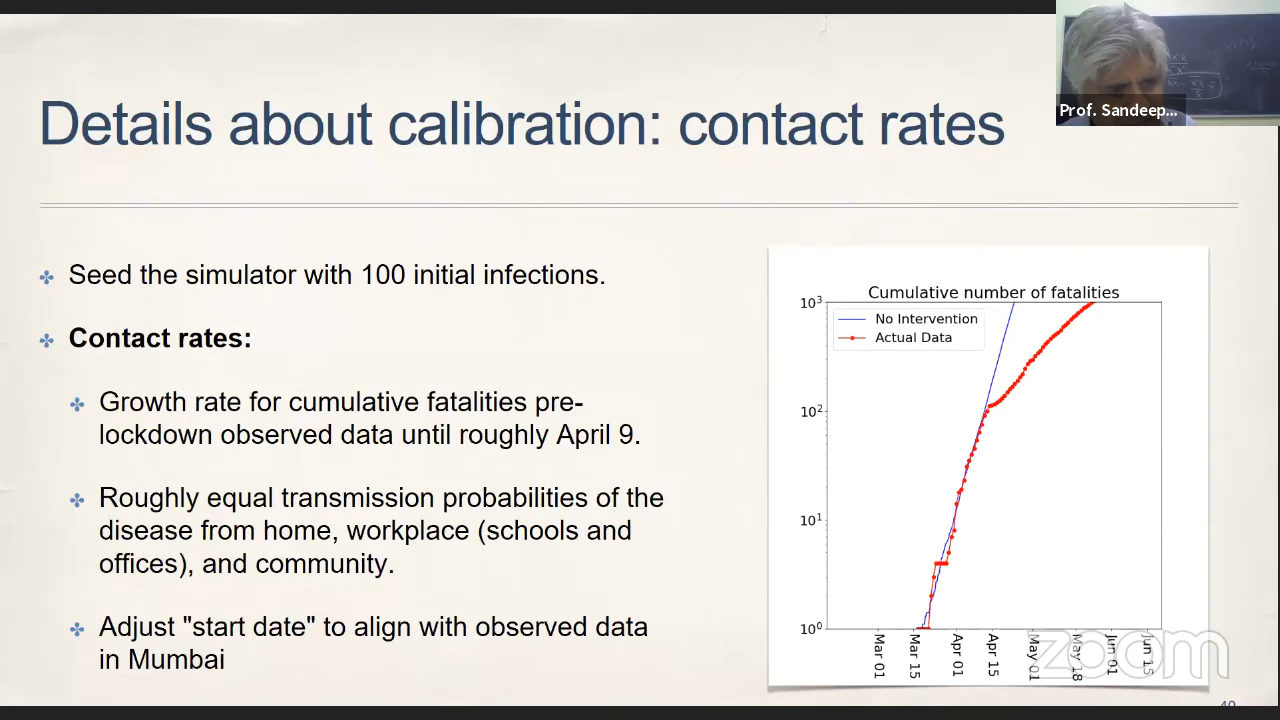 Details about calibration: contact rates
Prof. Sandeep...
Seed the simulator with 100 initial infections.
Contact rates:
Growth rate for cumulative fatalities pre-
lockdown observed data until roughly April 9.
Roughly equal transmission probabilities of the
disease from home, workplace (schools and
offices), and community.
Adjust "start date" to align with observed data
in Mumbai
Cumulative number of fatalities
No Intervention
Actual Data
10³
10²
10¹
10⁰
Mar 01
Mar 15
Apr 01
Apr 15
May 01
May 18
Jun 01
Jun 15
zoom